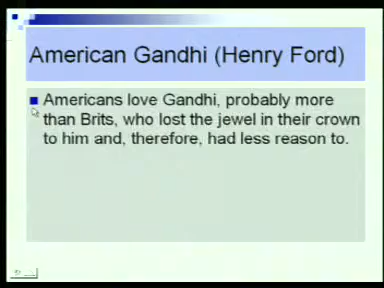 American Gandhi (Henry Ford)
Americans love Gandhi, probably more
than Brits, who lost the jewel in their crown
to him and, therefore, had less reason to.